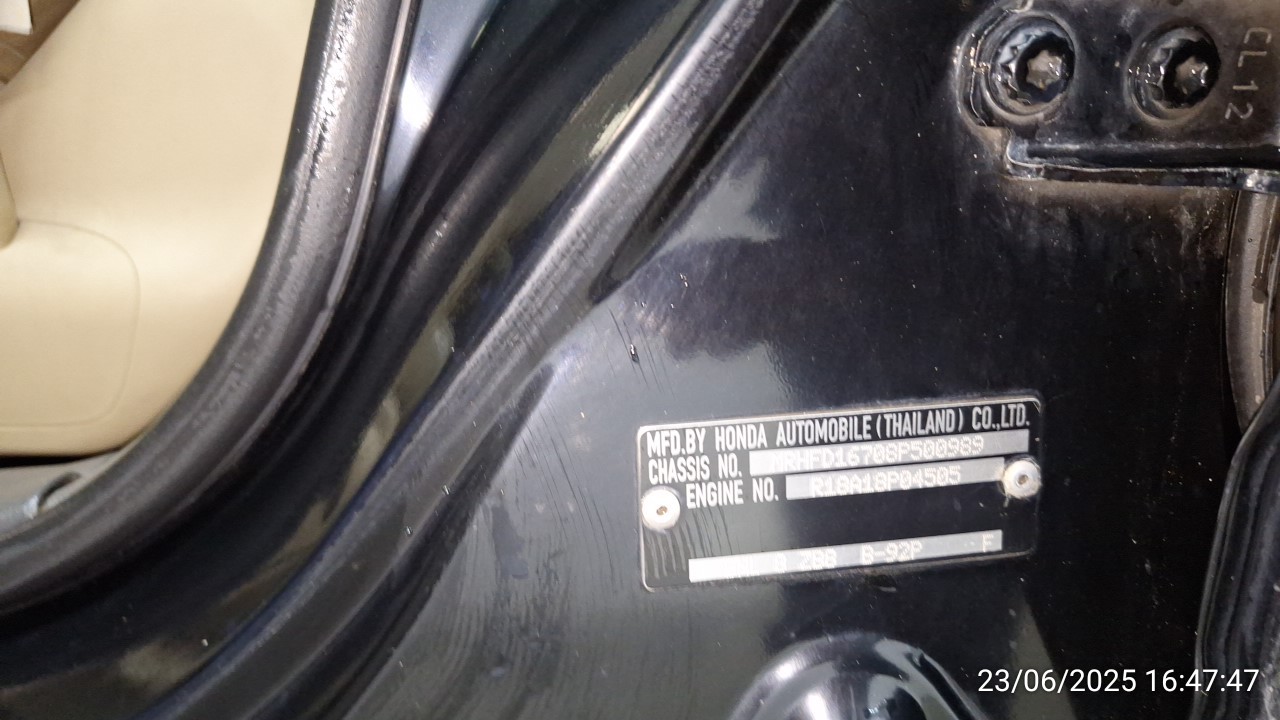 CL12
MFD.BY HONDA AUTOMOBILE (THAILAND) CO.,LTD.
CHASSIS NO. MRHFD16708P500989
ENGINE NO. R18A18P04505
B-92P F
23/06/2025 16:47:47